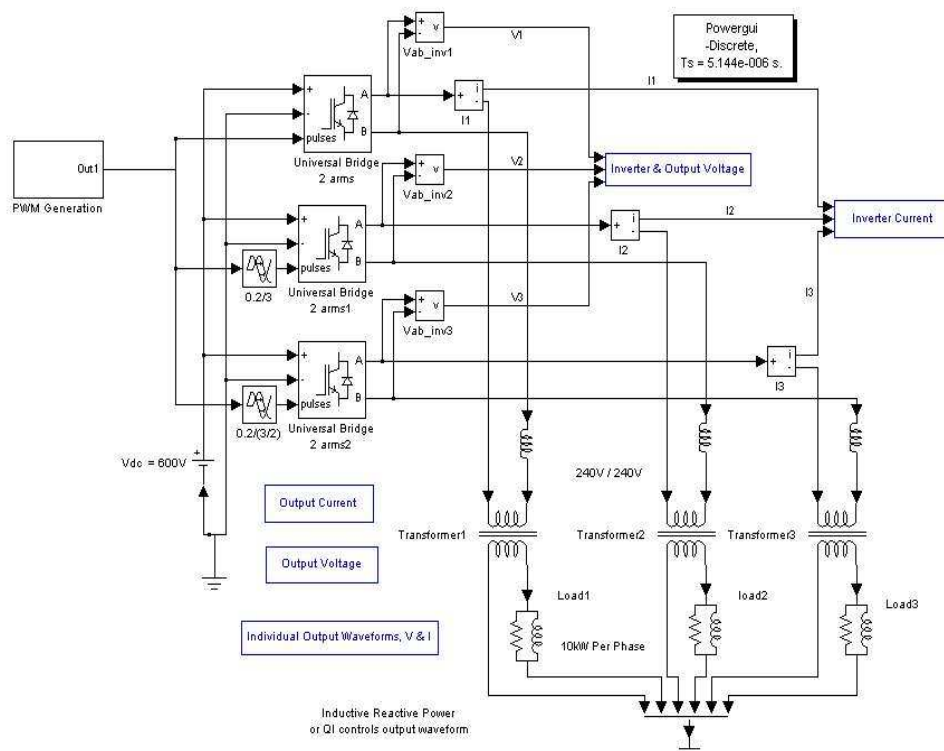 Powergui
-Discrete,
Ts = 5.144e-006 s.
+
-
v
V1
Vab_inv1
I1
+
i
-
I1
+
-
pulses
A
B
Universal Bridge
2 arms
Out1
PWM Generation
+
-
v
V2
Vab_inv2
Inverter & Output Voltage
+
i
-
I2
I2
Inverter Current
+
-
pulses
A
B
Universal Bridge
2 arms1
0.2/3
+
-
v
V3
Vab_inv3
I3
+
i
-
I3
+
-
pulses
A
B
Universal Bridge
2 arms2
0.2/(3/2)
+
Vdc = 600V
240V / 240V
Output Current
Transformer1
Transformer2
Transformer3
Output Voltage
Load1
load2
Load3
Individual Output Waveforms, V & I
10kW Per Phase
Inductive Reactive Power
or Ql controls output waveform